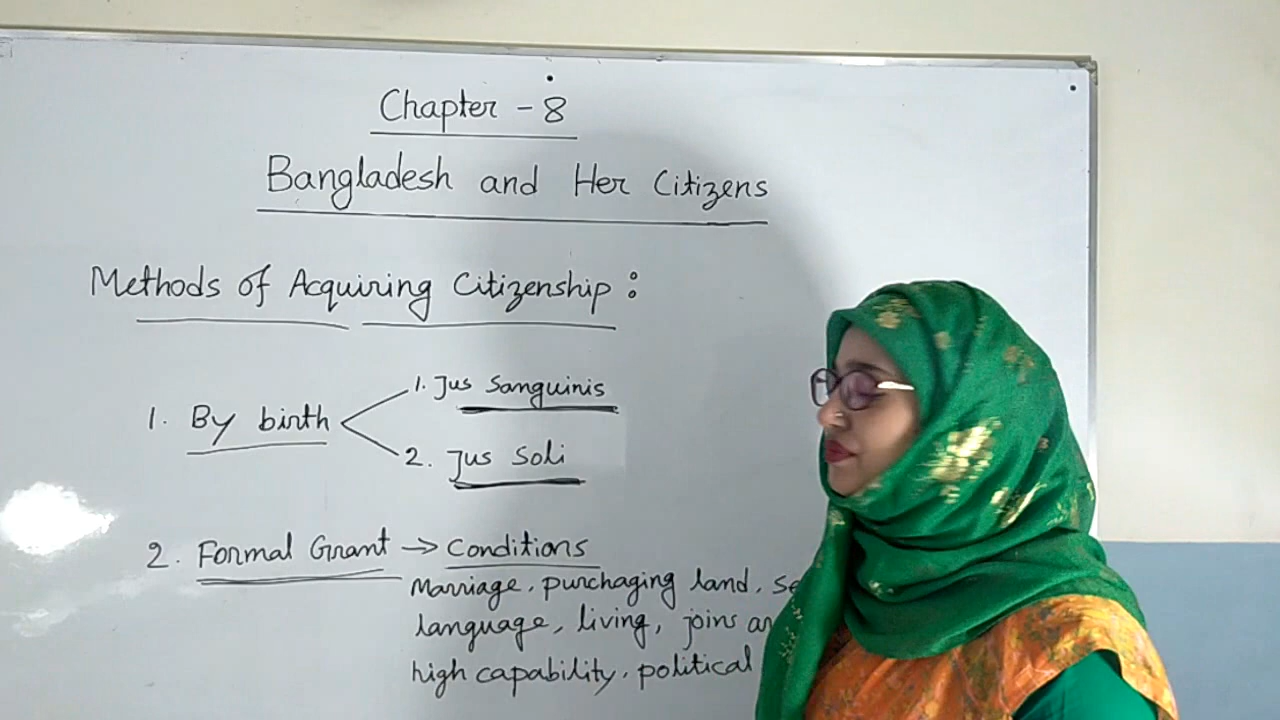 Chapter - 8
Bangladesh and Her Citizens
Methods of Acquiring Citizenship :
1. By birth
1. Jus Sanguinis
2. Jus Soli
2. Formal Grant → Conditions
Marriage, purchaging land,
language, living, joins
high capability, political